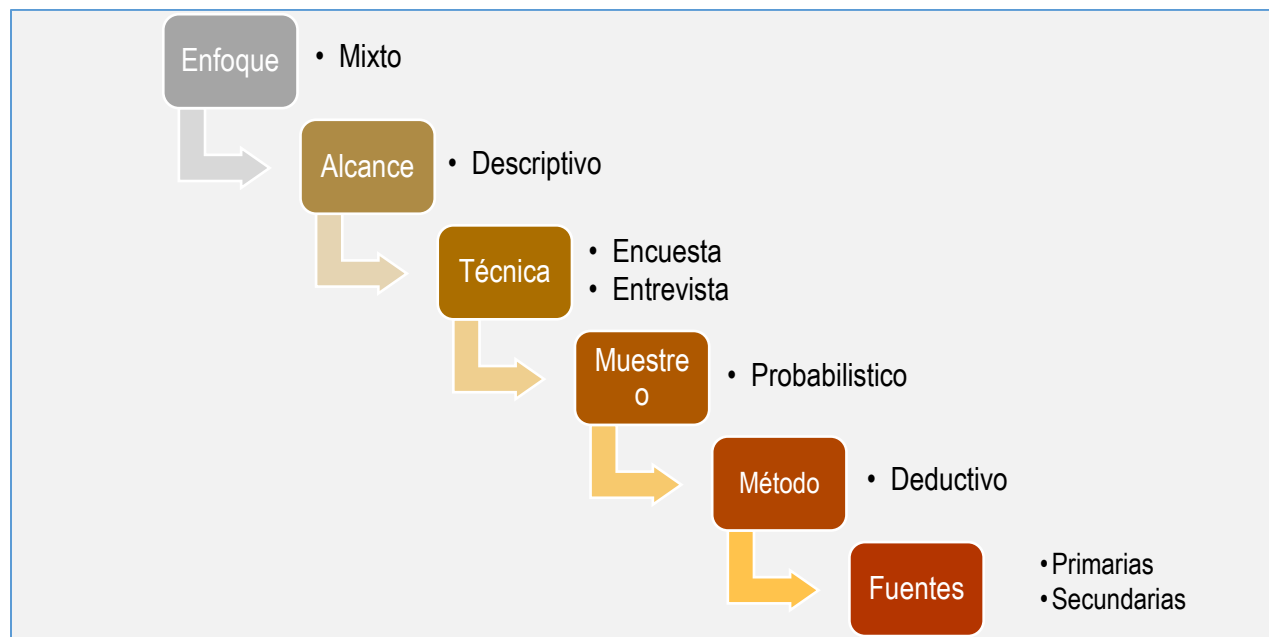 Enfoque
• Mixto
Alcance
• Descriptivo
Técnica
• Encuesta
• Entrevista
Muestre
o
• Probabilistico
Método
• Deductivo
Fuentes
• Primarias
• Secundarias